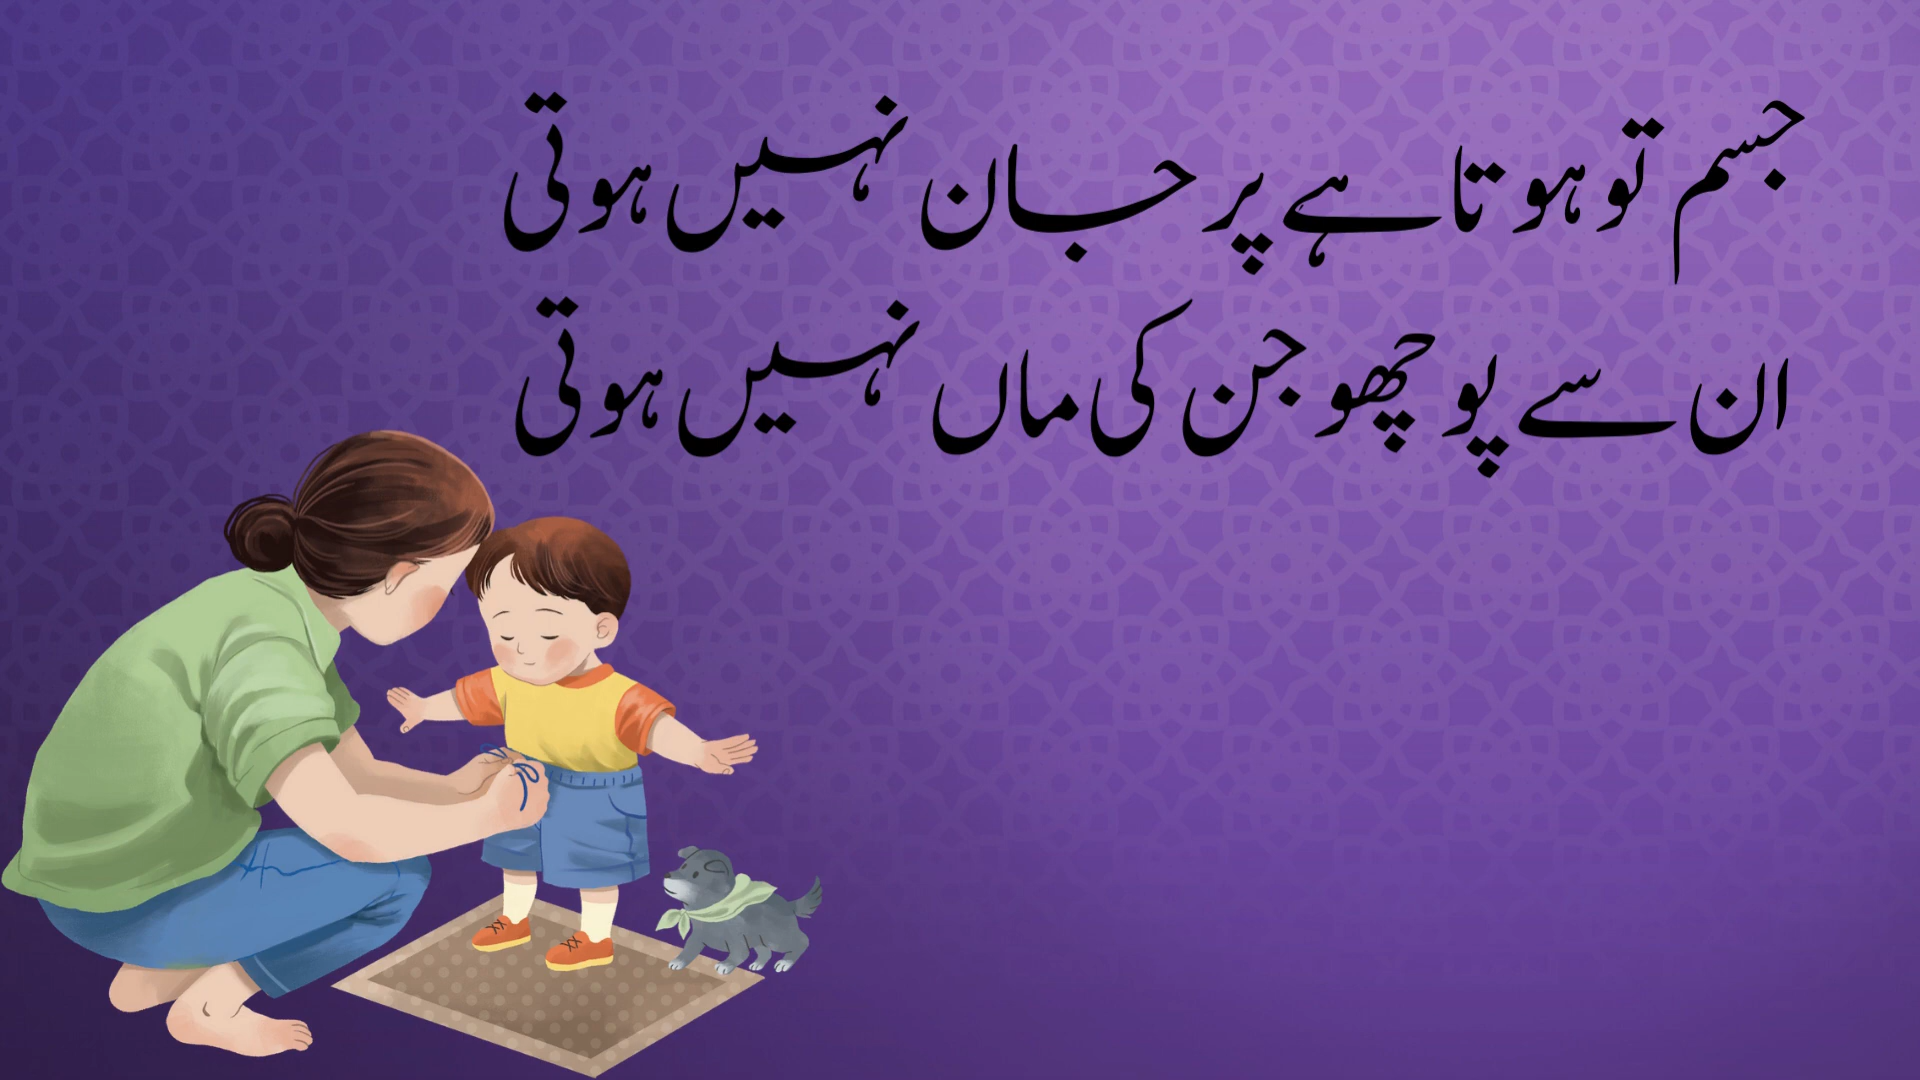 جسم تو ہوتا ہے پر جان نہیں ہوتی
ان سے پوچھو جن کی ماں نہیں ہوتی